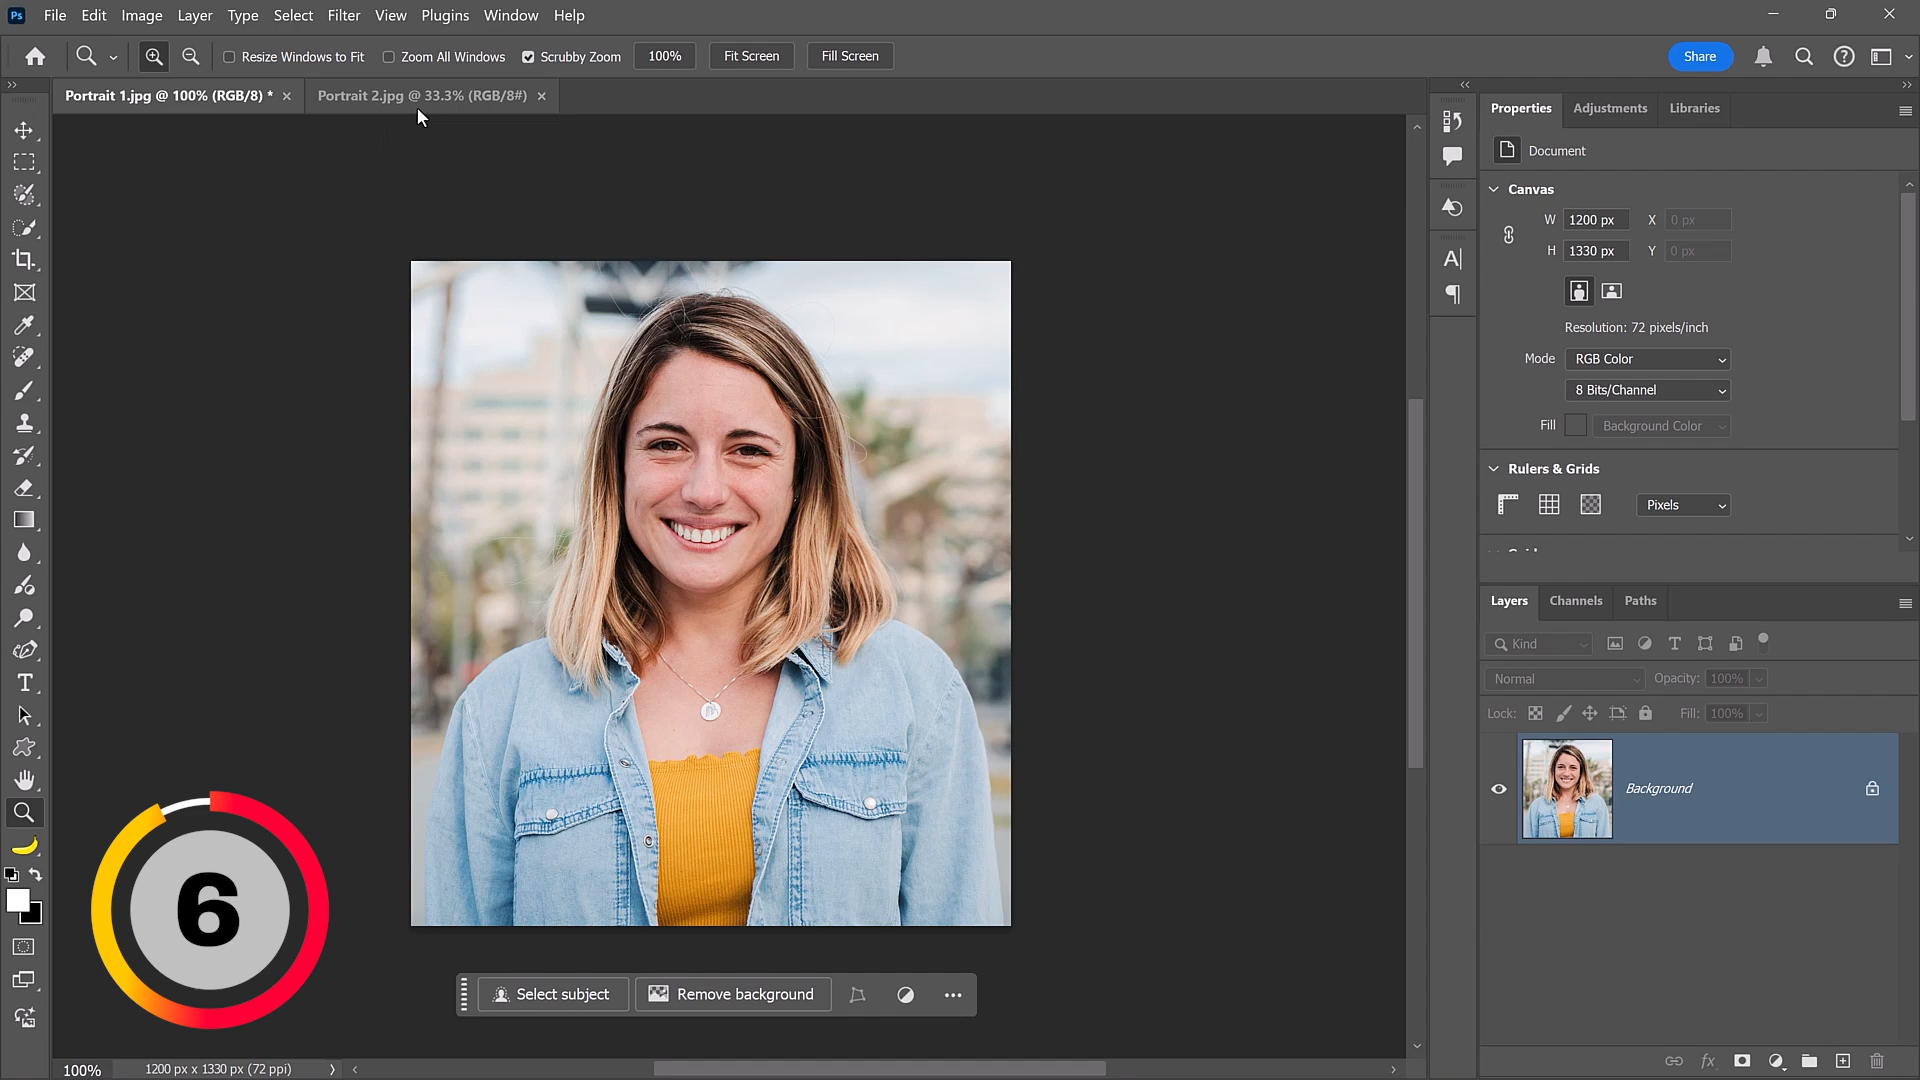 Ps File Edit Image Layer Type Select Filter View Plugins Window Help
Resize Windows to Fit Zoom All Windows Scrubby Zoom 100% Fit Screen Fill Screen Share
Portrait 1.jpg @ 100% (RGB/8) * × Portrait 2.jpg @ 33.3% (RGB/8#) ×
Properties Adjustments Libraries
Document
Canvas
W 1200 px X 0 px
H 1330 px Y 0 px
Resolution: 72 pixels/inch
Mode RGB Color
8 Bits/Channel
Fill Background Color
Rulers & Grids
Pixels
Layers Channels Paths
Kind
Normal Opacity: 100%
Lock: Fill: 100%
Background
6
Select subject Remove background
100% 1200 px x 1330 px (72 ppi)